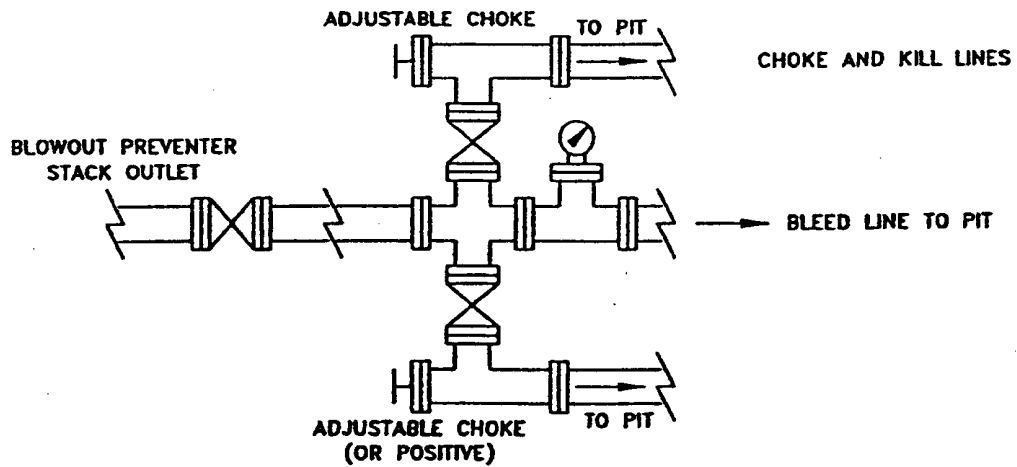 ADJUSTABLE CHOKE
TO PIT
CHOKE AND KILL LINES
BLOWOUT PREVENTER
STACK OUTLET
BLEED LINE TO PIT
TO PIT
ADJUSTABLE CHOKE
(OR POSITIVE)